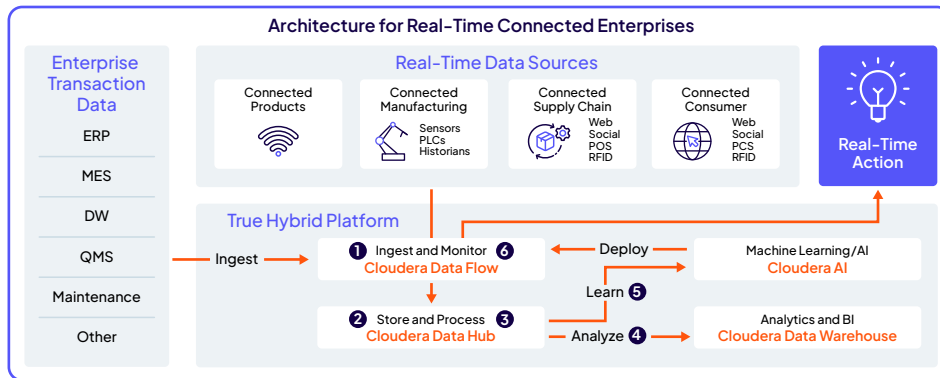 Architecture for Real-Time Connected Enterprises
Enterprise
Transaction
Data
ERP
MES
DW
QMS
Maintenance
Other
Real-Time Data Sources
Connected
Products
Connected
Manufacturing
Sensors
PLCs
Historians
Connected
Supply Chain
Web
Social
POS
RFID
Connected
Consumer
Web
Social
PCS
RFID
Real-Time
Action
True Hybrid Platform
Ingest
1 Ingest and Monitor 6
Cloudera Data Flow
Deploy
Machine Learning/AI
Cloudera AI
Learn 5
2 Store and Process 3
Cloudera Data Hub
Analyze 4
Analytics and BI
Cloudera Data Warehouse